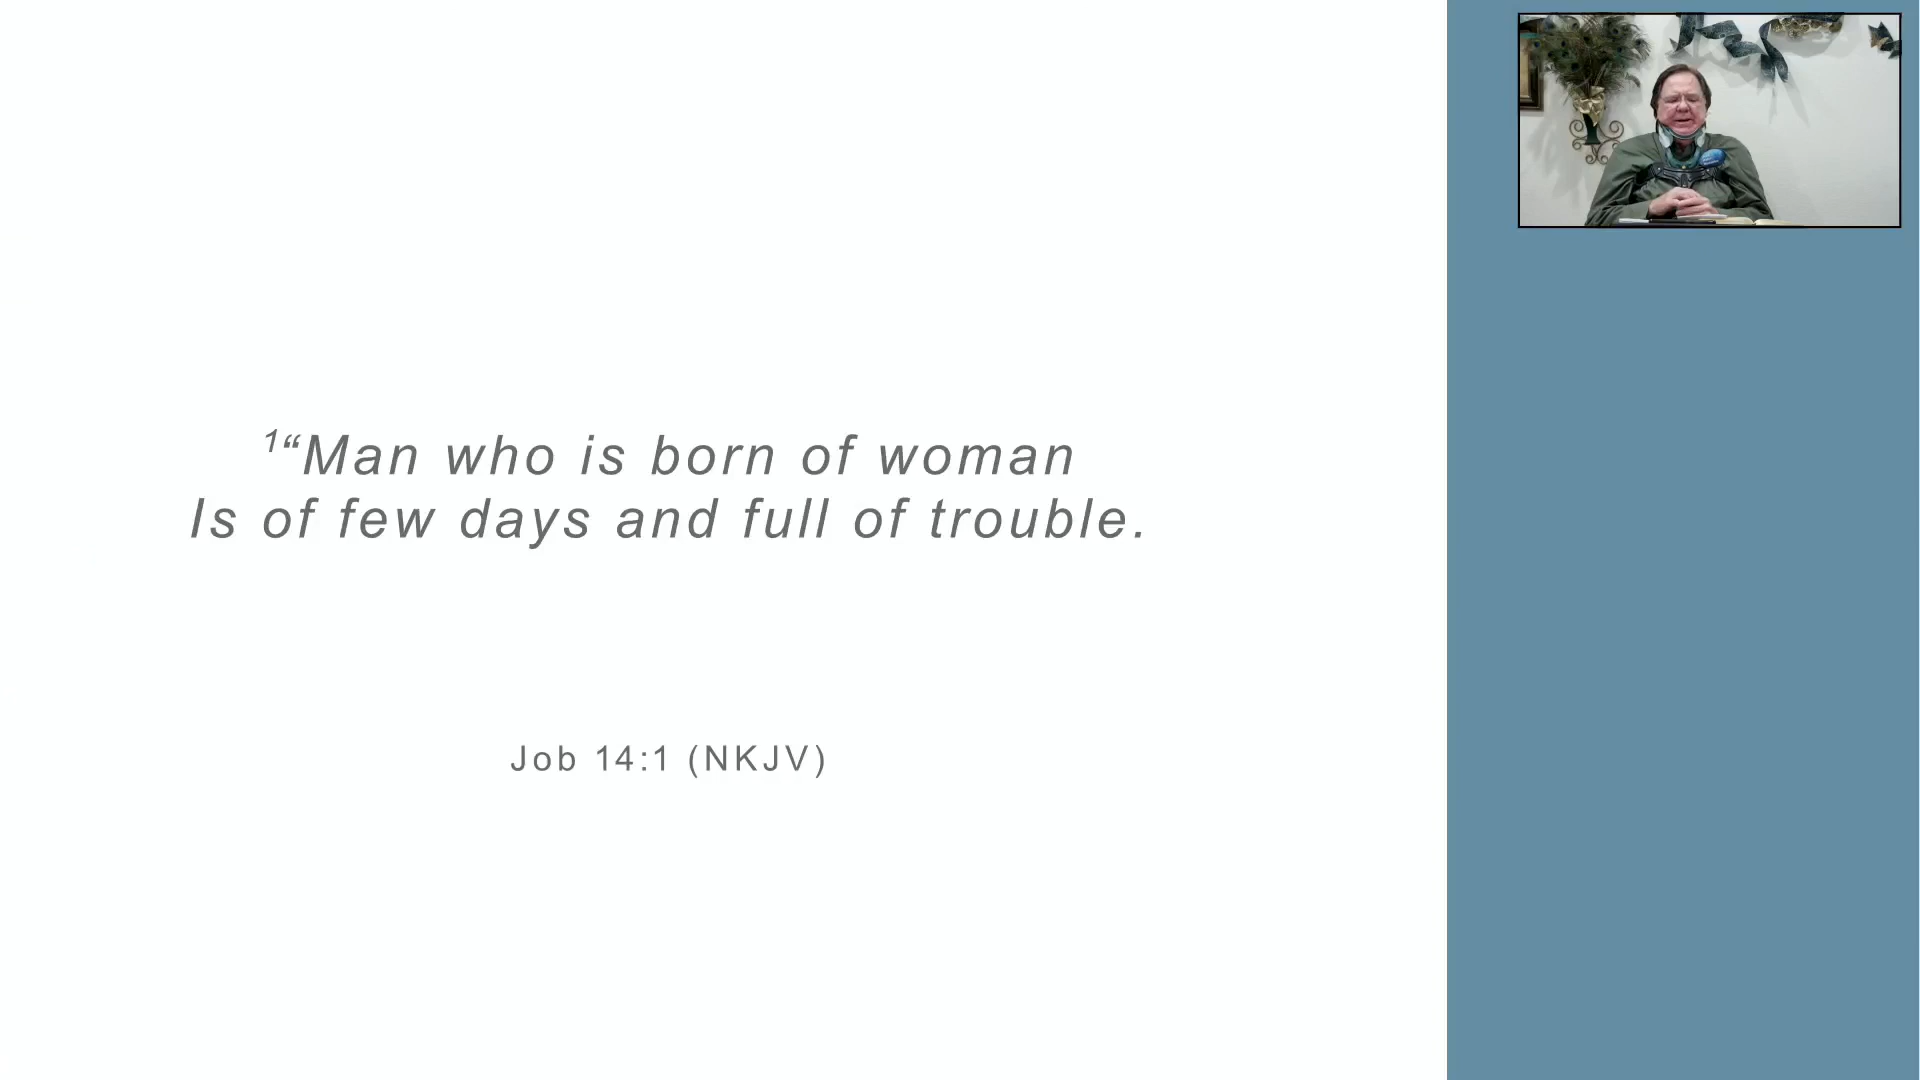 ¹“Man who is born of woman
Is of few days and full of trouble.
Job 14:1 (NKJV)